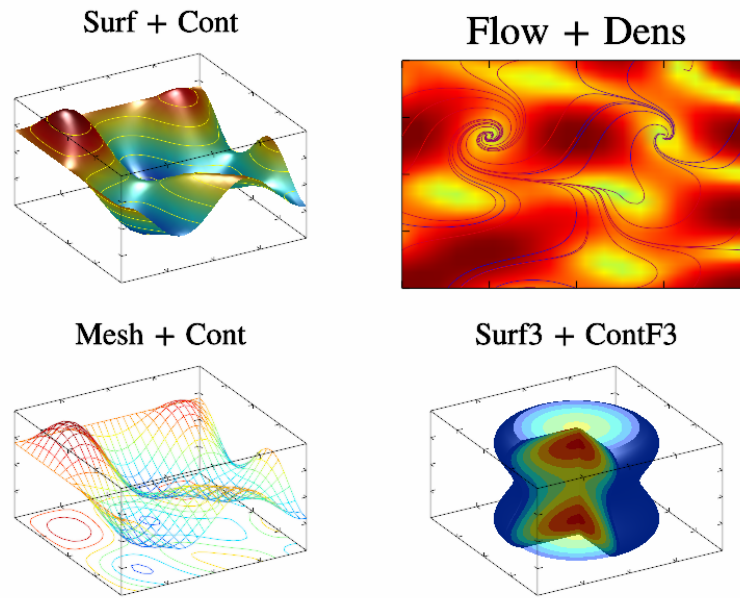 Surf + Cont
Flow + Dens
Mesh + Cont
Surf3 + ContF3